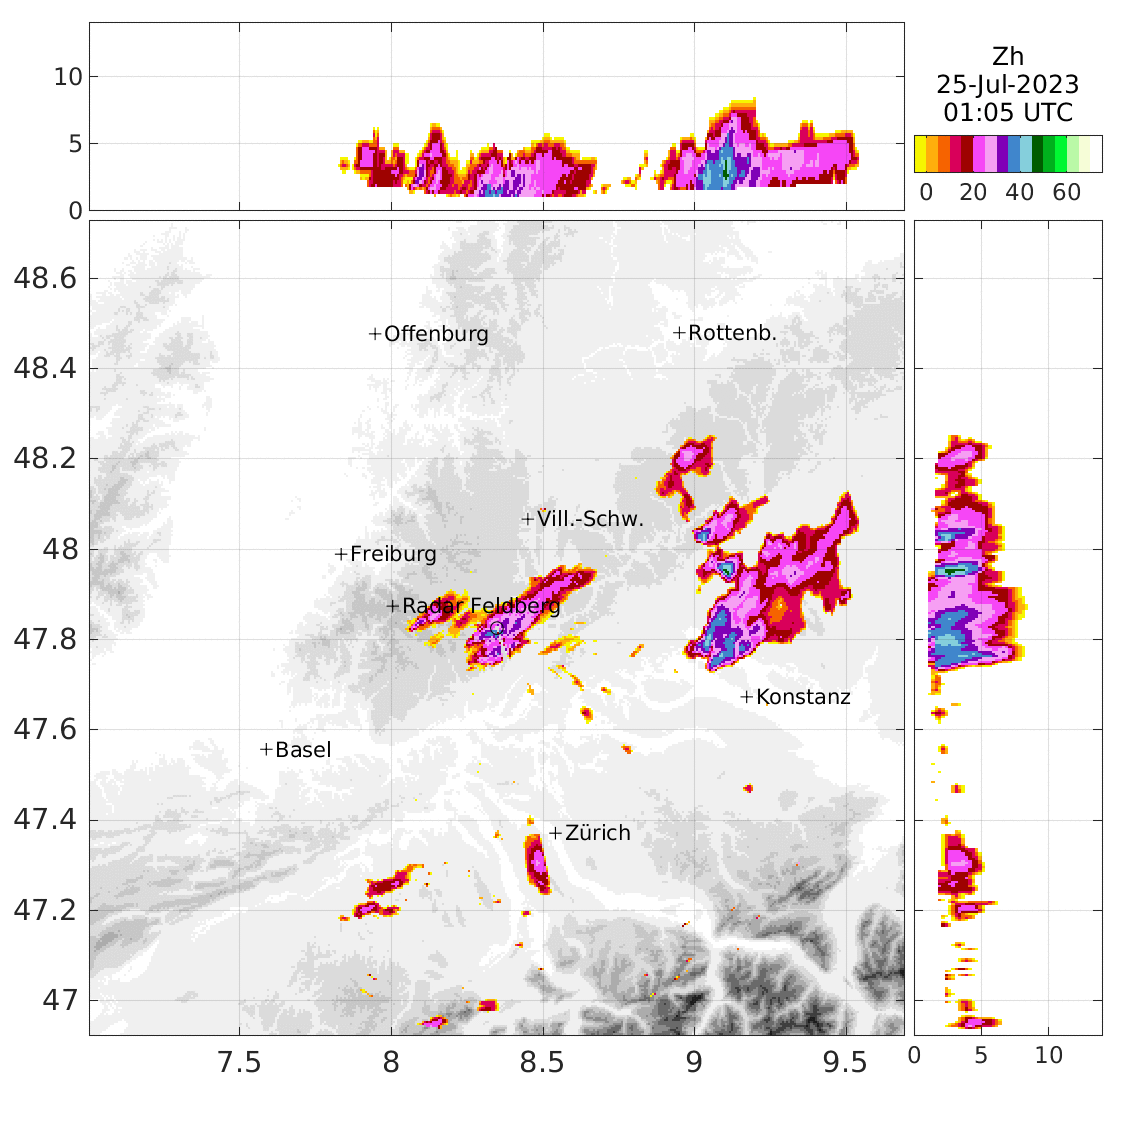 10
5
0
Zh
25-Jul-2023
01:05 UTC
0 20 40 60
48.6
48.4
48.2
48
47.8
47.6
47.4
47.2
47
Offenburg
Rottenb.
Vill.-Schw.
Freiburg
Radar Feldberg
Konstanz
Basel
Zürich
7.5 8 8.5 9 9.5
0 5 10